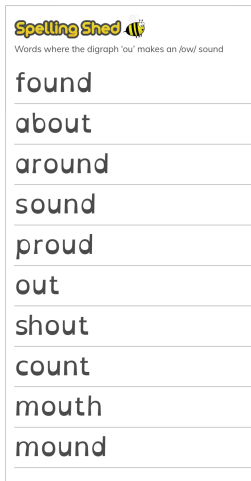 Spelling Shed
Words where the digraph ‘ou’ makes an /ow/ sound
found
about
around
sound
proud
out
shout
count
mouth
mound